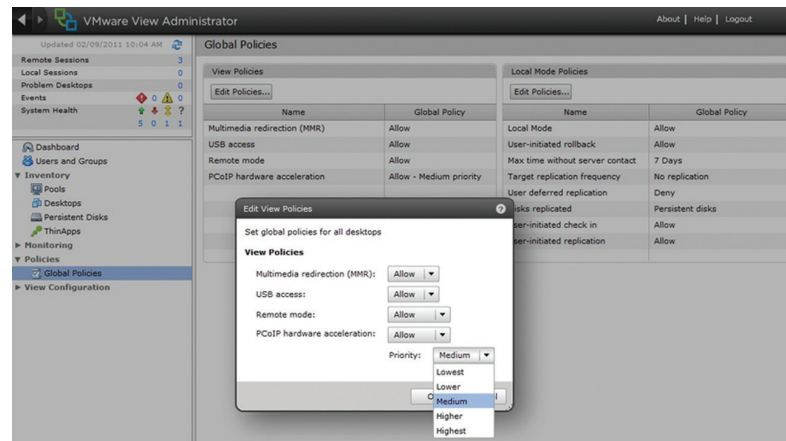 VMware View Administrator
About | Help | Logout
Updated 02/09/2011 10:04 AM
Remote Sessions 3
Local Sessions 0
Problem Desktops 0
Events 0 0
System Health ?
5 0 1 1
Dashboard
Users and Groups
Inventory
Pools
Desktops
Persistent Disks
ThinApps
Monitoring
Policies
Global Policies
View Configuration
Global Policies
View Policies
Edit Policies...
Name Global Policy
Multimedia redirection (MMR) Allow
USB access Allow
Remote mode Allow
PCoIP hardware acceleration Allow - Medium priority
Local Mode Policies
Edit Policies...
Name Global Policy
Local Mode Allow
User-initiated rollback Allow
Max time without server contact 7 Days
Target replication frequency No replication
User deferred replication Deny
disks replicated Persistent disks
ser-initiated check in Allow
ser-initiated replication Allow
Edit View Policies ?
Set global policies for all desktops
View Policies
Multimedia redirection (MMR): Allow
USB access: Allow
Remote mode: Allow
PCoIP hardware acceleration: Allow
Priority: Medium
Lowest
Lower
Medium
Higher
Highest